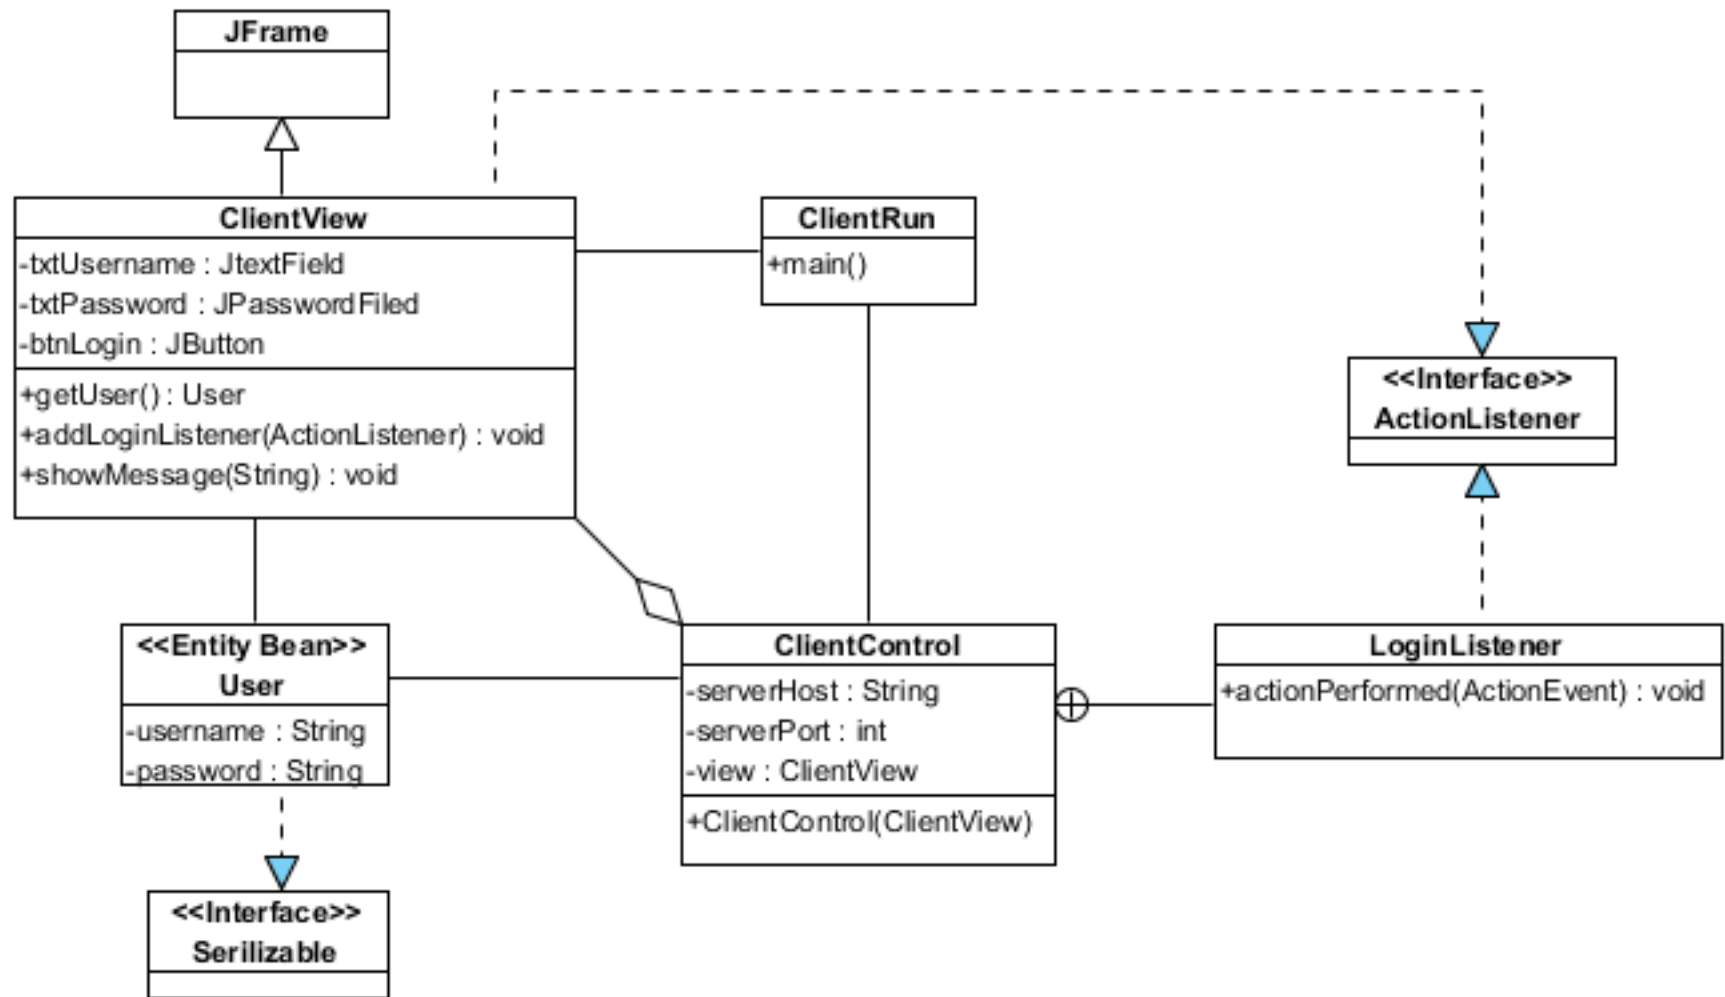 JFrame
ClientView
-txtUsername : JtextField
-txtPassword : JPasswordFiled
-btnLogin : JButton
+getUser() : User
+addLoginListener(ActionListener) : void
+showMessage(String) : void
ClientRun
+main()
<<Interface>>
ActionListener
<<Entity Bean>>
User
-username : String
-password : String
ClientControl
-serverHost : String
-serverPort : int
-view : ClientView
+ClientControl(ClientView)
LoginListener
+actionPerformed(ActionEvent) : void
<<Interface>>
Serilizable